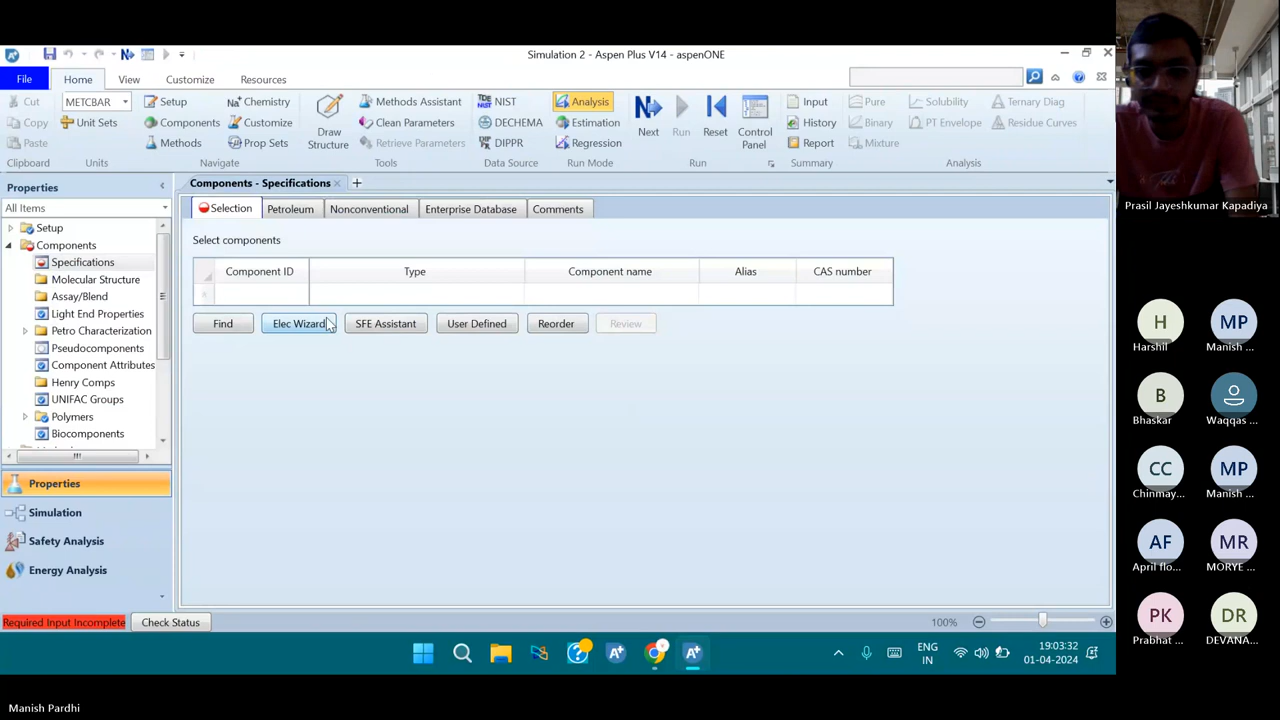 Simulation 2 - Aspen Plus V14 - aspenONE
File Home View Customize Resources
Cut METCBAR Setup Chemistry Methods Assistant NIST Analysis Input Pure Solubility Ternary Diag
Copy Unit Sets Components Customize Clean Parameters DECHEMA Estimation History Binary PT Envelope Residue Curves
Paste Methods Prop Sets Draw Structure Retrieve Parameters DIPPR Regression Next Run Reset Control Panel Report Mixture
Clipboard Units Navigate Tools Data Source Run Mode Run Summary Analysis
Properties
All Items
Setup
Components
Specifications
Molecular Structure
Assay/Blend
Light End Properties
Petro Characterization
Pseudocomponents
Component Attributes
Henry Comps
UNIFAC Groups
Polymers
Biocomponents
Properties
Simulation
Safety Analysis
Energy Analysis
Components - Specifications
Selection Petroleum Nonconventional Enterprise Database Comments
Select components
Component ID Type Component name Alias CAS number
Find Elec Wizard SFE Assistant User Defined Reorder Review
Required Input Incomplete Check Status 100%
ENG
IN
19:03:32
01-04-2024
Prasil Jayeshkumar Kapadiya
H MP
Harshil Manish ...
B
Bhaskar Waqqas ...
CC MP
Chinmay... Manish ...
AF MR
April flo... MORYE ...
PK DR
Prabhat ... DEVANA...
Manish Pardhi